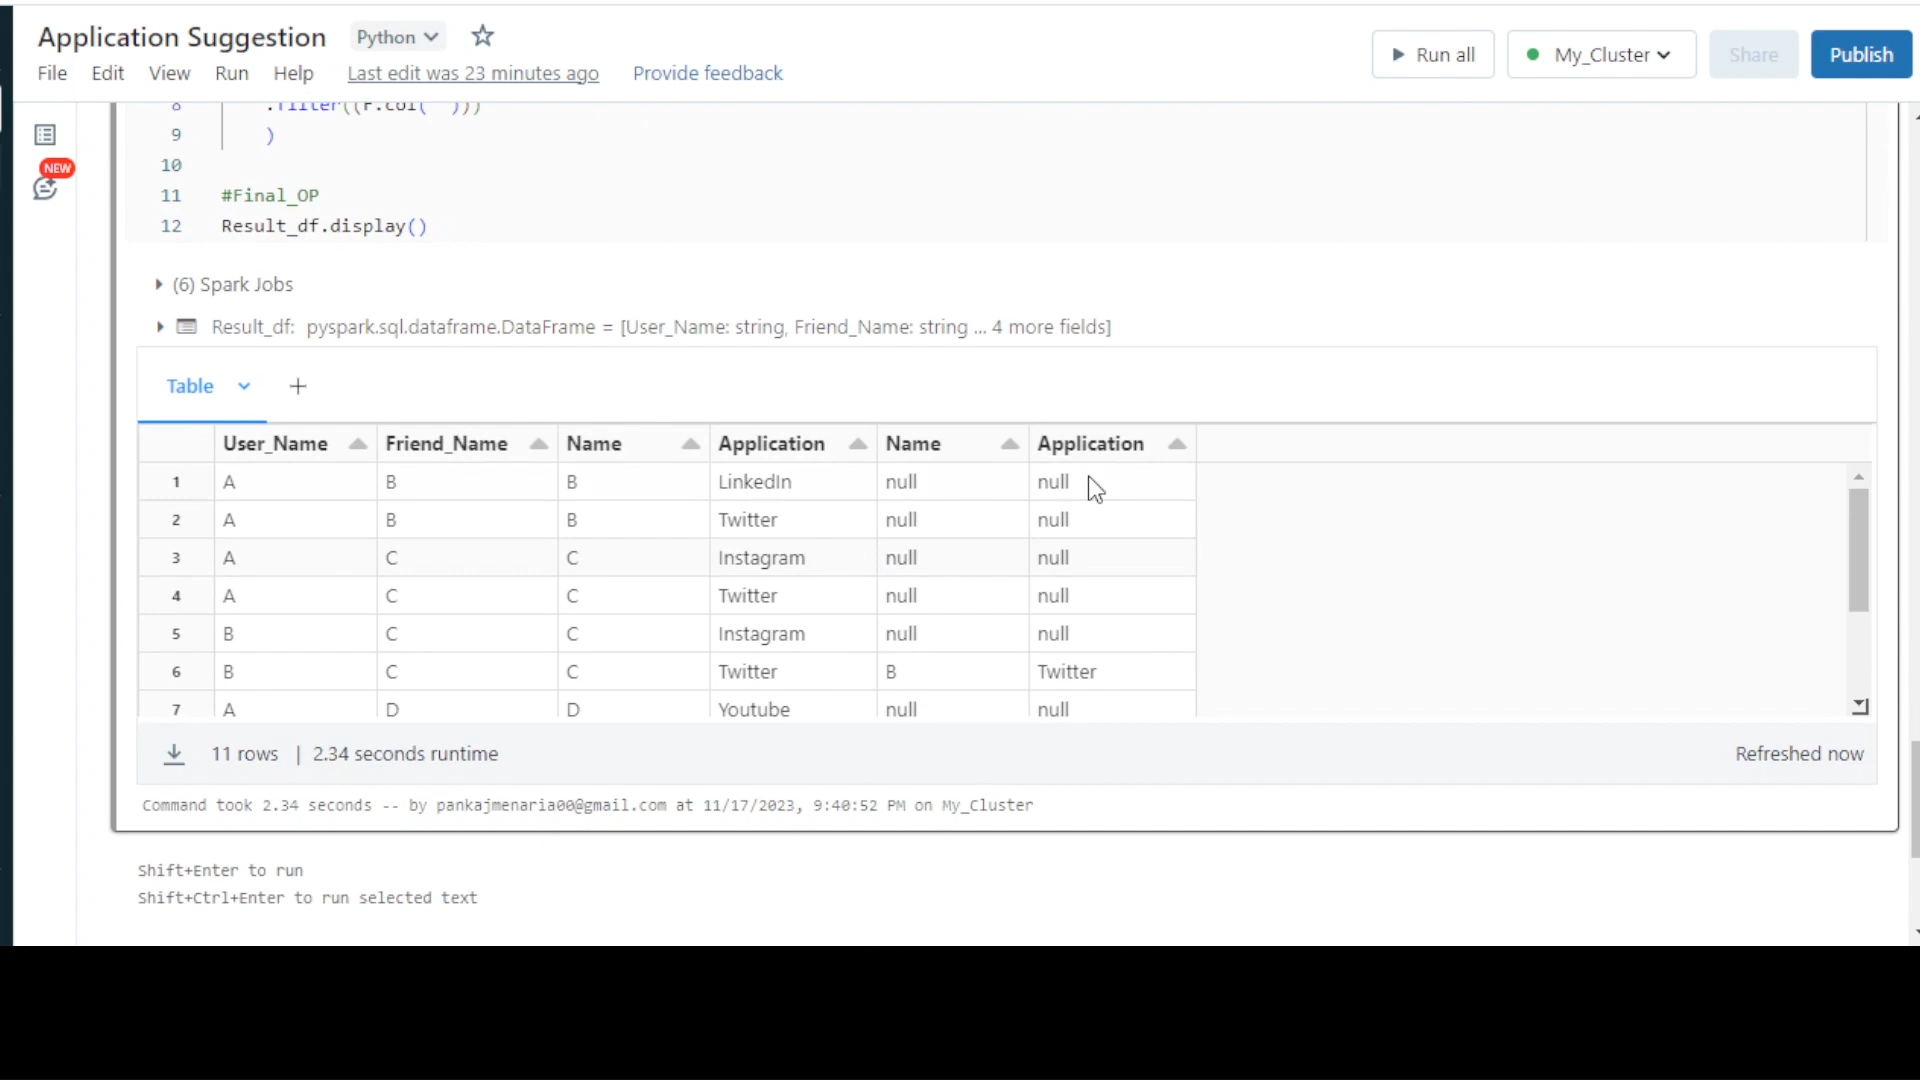 Application Suggestion Python
File Edit View Run Help Last edit was 23 minutes ago Provide feedback
Run all My_Cluster Share Publish
NEW
8 .filter((F.col( )))
9 )
10
11 #Final_OP
12 Result_df.display()
(6) Spark Jobs
Result_df: pyspark.sql.dataframe.DataFrame = [User_Name: string, Friend_Name: string ... 4 more fields]
Table +
User_Name Friend_Name Name Application Name Application
1 A B B LinkedIn null null
2 A B B Twitter null null
3 A C C Instagram null null
4 A C C Twitter null null
5 B C C Instagram null null
6 B C C Twitter B Twitter
7 A D D Youtube null null
11 rows | 2.34 seconds runtime Refreshed now
Command took 2.34 seconds -- by pankajmenaria00@gmail.com at 11/17/2023, 9:40:52 PM on My_Cluster
Shift+Enter to run
Shift+Ctrl+Enter to run selected text